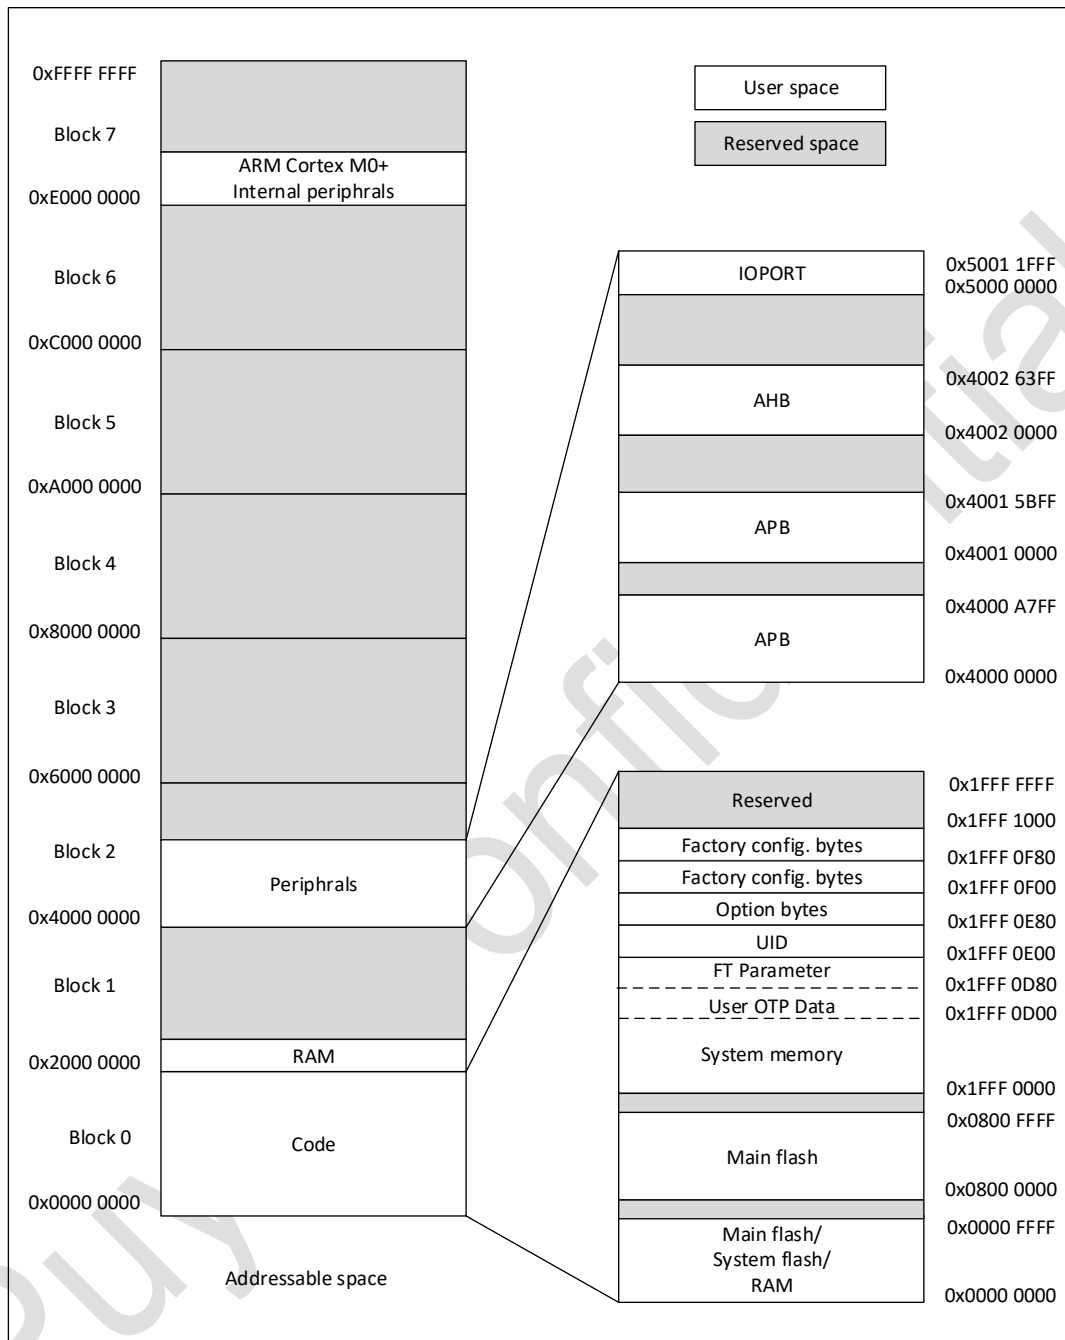 0xFFFF FFFF
Block 7
ARM Cortex M0+
Internal periphrals
0xE000 0000
Block 6
0xC000 0000
Block 5
0xA000 0000
Block 4
0x8000 0000
Block 3
0x6000 0000
Block 2
Periphrals
0x4000 0000
Block 1
RAM
0x2000 0000
Block 0
Code
0x0000 0000
Addressable space
User space
Reserved space
IOPORT
0x5001 1FFF
0x5000 0000
0x4002 63FF
AHB
0x4002 0000
0x4001 5BFF
APB
0x4001 0000
0x4000 A7FF
APB
0x4000 0000
0x1FFF FFFF
Reserved
0x1FFF 1000
Factory config. bytes
0x1FFF 0F80
Factory config. bytes
0x1FFF 0F00
Option bytes
0x1FFF 0E80
UID
0x1FFF 0E00
FT Parameter
0x1FFF 0D80
User OTP Data
0x1FFF 0D00
System memory
0x1FFF 0000
0x0800 FFFF
Main flash
0x0800 0000
0x0000 FFFF
Main flash/
System flash/
RAM
0x0000 0000